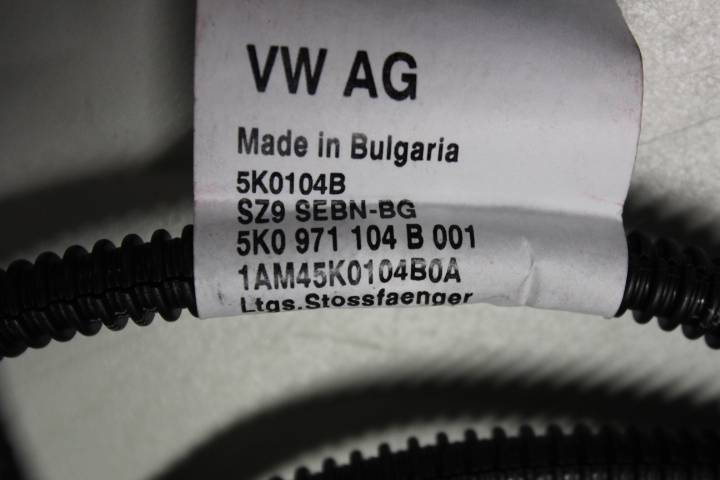 VW AG
Made in Bulgaria
5K0104B
SZ9 SEBN-BG
5K0 971 104 B 001
1AM45K0104B0A
Ltgs.Stossfaenger